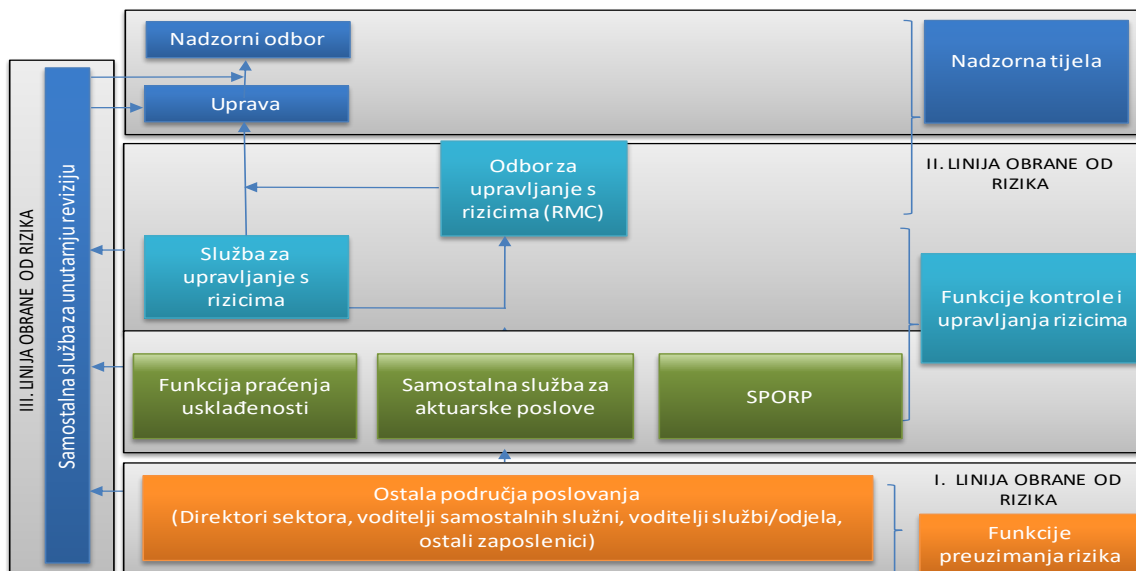 Nadzorni odbor
Uprava
Nadzorna tijela
III. LINIJA OBRANE OD RIZIKA
Samostalna služba za unutarnju reviziju
II. LINIJA OBRANE OD
RIZIKA
Odbor za
upravljanje s
rizicima (RMC)
Služba za
upravljanje s
rizicima
Funkcije kontrole i
upravljanja rizicima
Funkcija praćenja
usklađenosti
Samostalna služba za
aktuarske poslove
SPORP
I. LINIJA OBRANE OD
RIZIKA
Ostala područja poslovanja
(Direktori sektora, voditelji samostalnih služni, voditelji službi/odjela,
ostali zaposlenici)
Funkcije
preuzimanja rizika